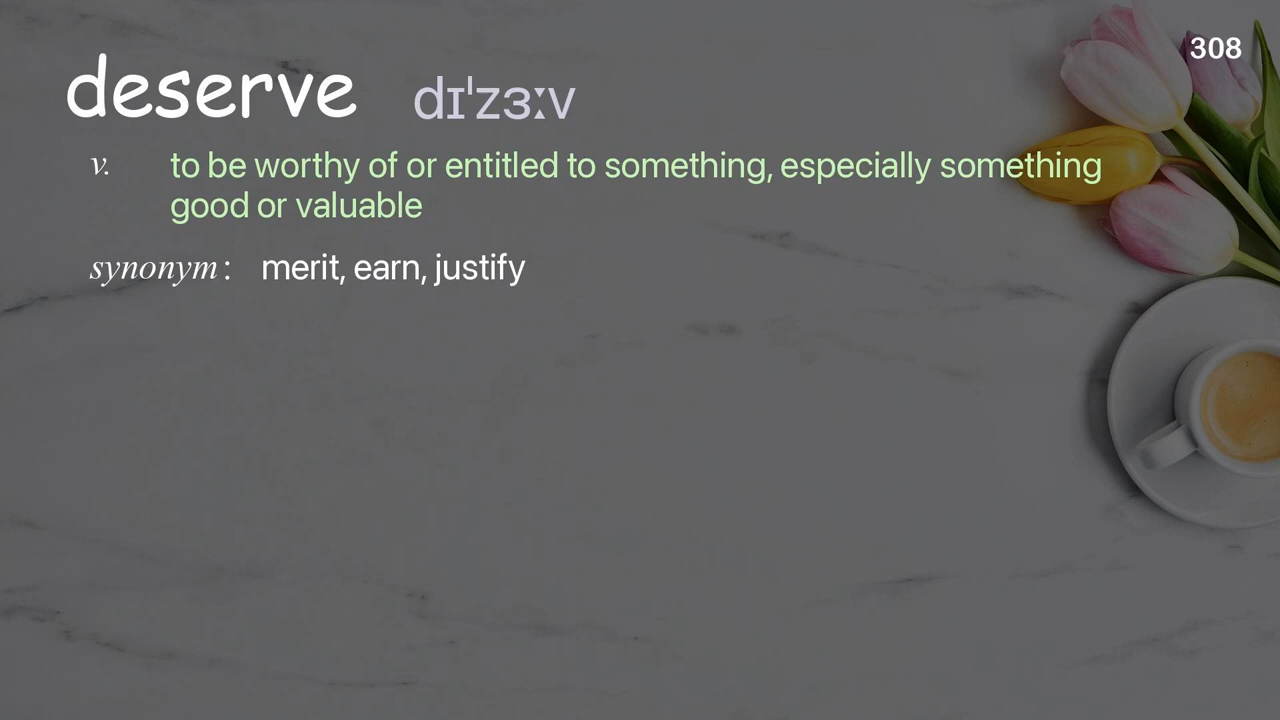 308
deserve dɪˈzɜːv
v. to be worthy of or entitled to something, especially something
good or valuable
synonym: merit, earn, justify